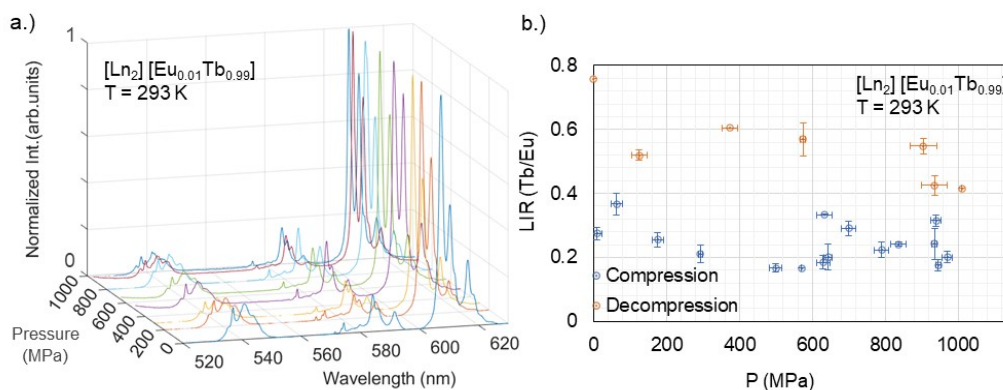 a.)
[Ln2] [Eu0.01Tb0.99]
T = 293 K
Normalized Int.(arb.units)
1
0
1000
800
600
400
200
0
Pressure
(MPa)
520
540
560
580
600
620
Wavelength (nm)
b.)
[Ln2] [Eu0.01Tb0.99]
T = 293 K
LIR (Tb/Eu)
0.8
0.6
0.4
0.2
0
Compression
Decompression
0
200
400
600
800
1000
P (MPa)